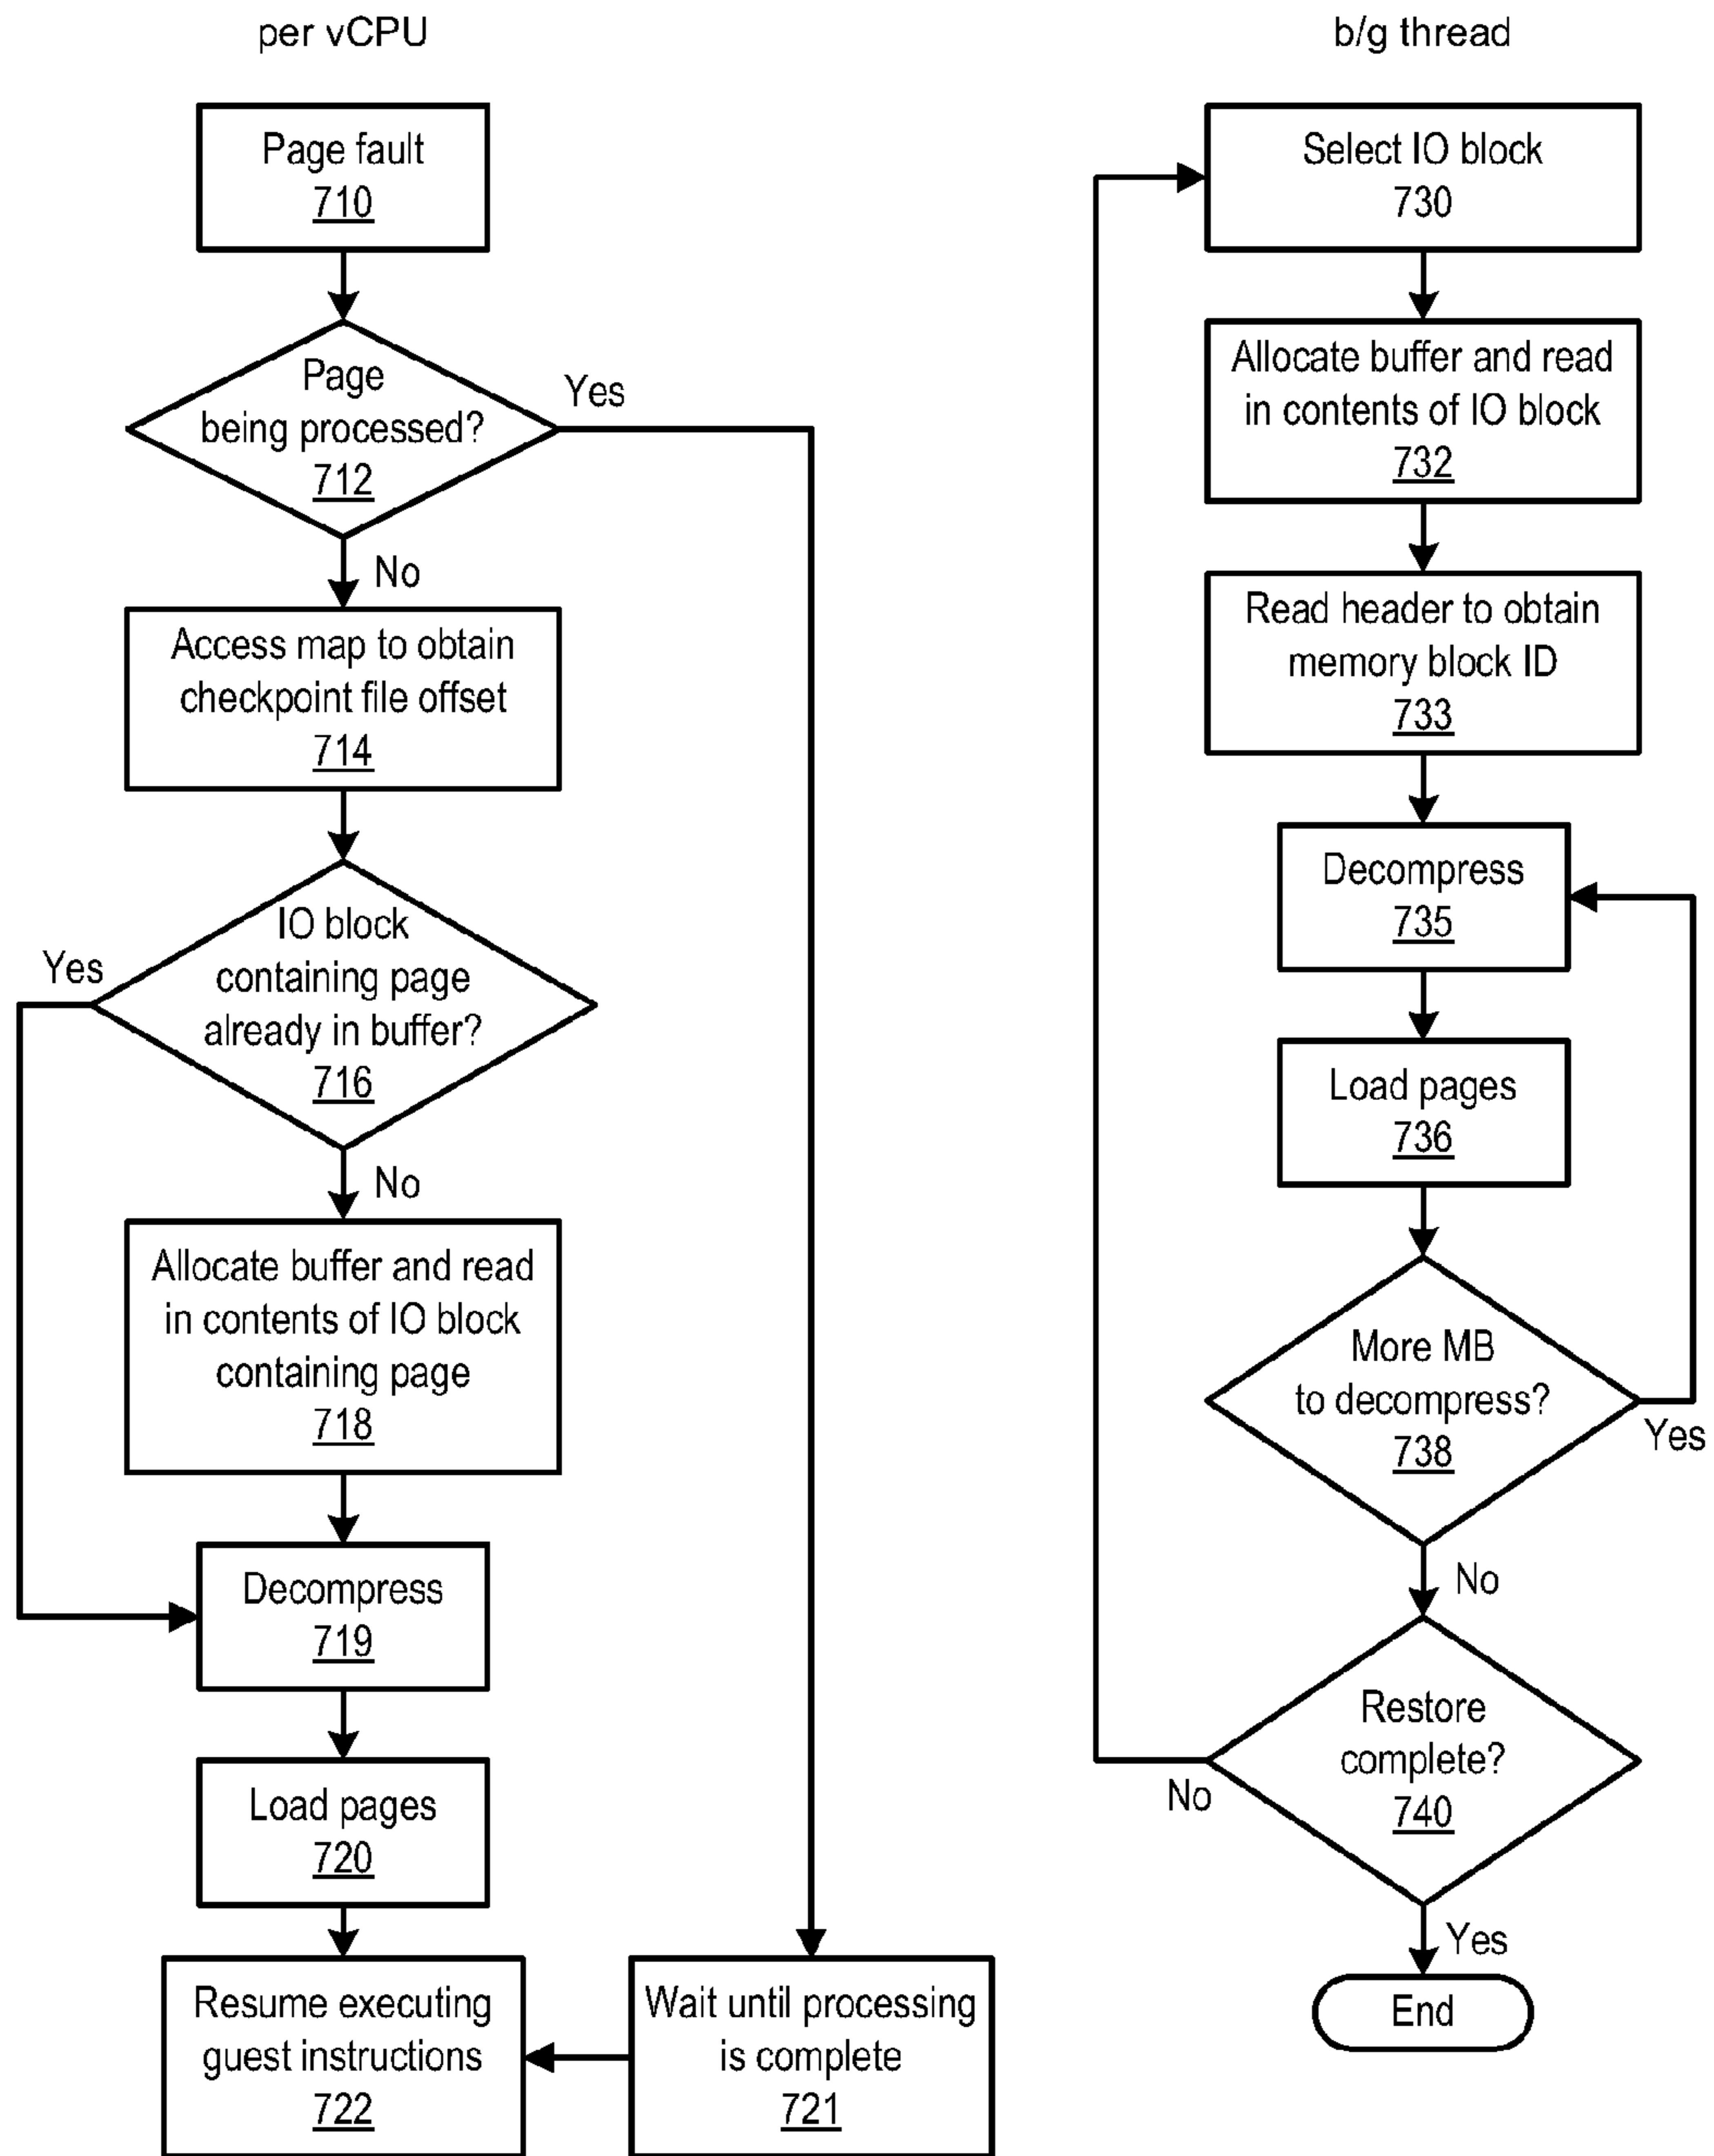 per vCPU
Page fault
710
Page
being processed?
712
Yes
No
Access map to obtain
checkpoint file offset
714
IO block
containing page
already in buffer?
716
Yes
No
Allocate buffer and read
in contents of IO block
containing page
718
Decompress
719
Load pages
720
Resume executing
guest instructions
722
Wait until processing
is complete
721
b/g thread
Select IO block
730
Allocate buffer and read
in contents of IO block
732
Read header to obtain
memory block ID
733
Decompress
735
Load pages
736
More MB
to decompress?
738
Yes
No
Restore
complete?
740
No
Yes
End